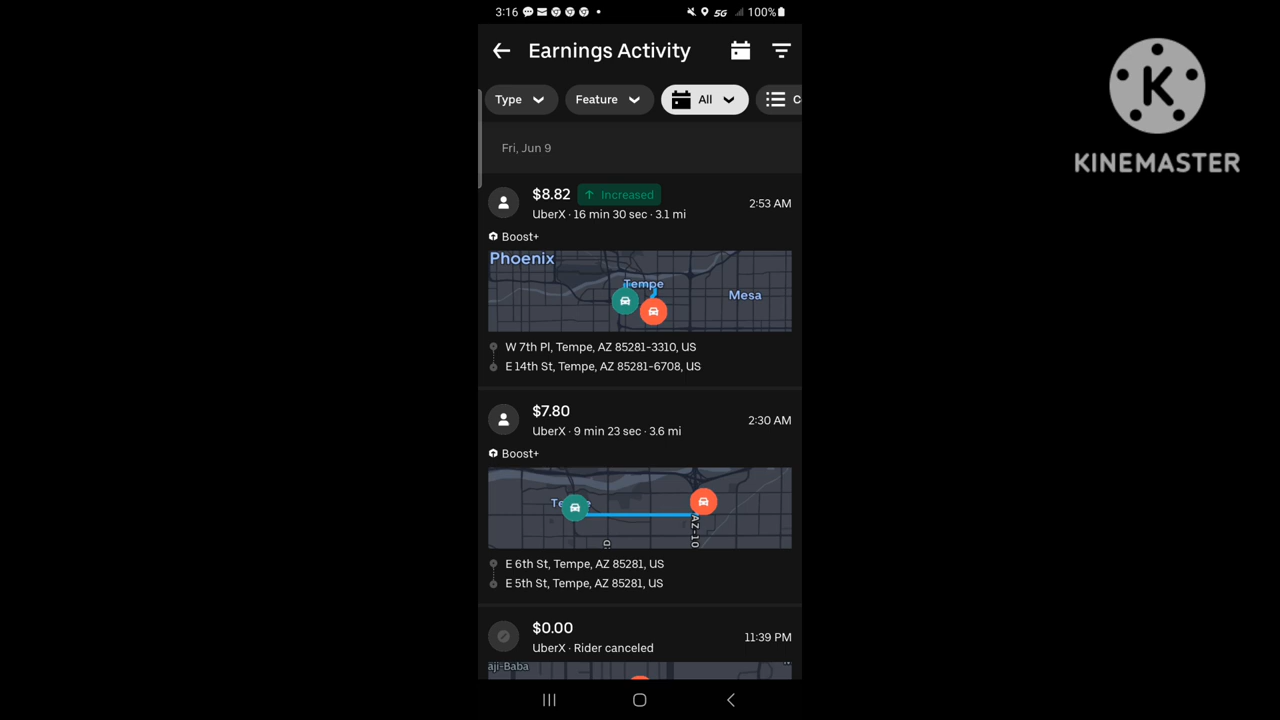 3:16
5G
100%
Earnings Activity
Type
Feature
All
C
Fri, Jun 9
$8.82
Increased
2:53 AM
UberX · 16 min 30 sec · 3.1 mi
Boost+
Phoenix
Tempe
Mesa
W 7th Pl, Tempe, AZ 85281-3310, US
E 14th St, Tempe, AZ 85281-6708, US
$7.80
2:30 AM
UberX · 9 min 23 sec · 3.6 mi
Boost+
AZ-10
E 6th St, Tempe, AZ 85281, US
E 5th St, Tempe, AZ 85281, US
$0.00
11:39 PM
UberX · Rider canceled
aji-Baba
K
KINEMASTER